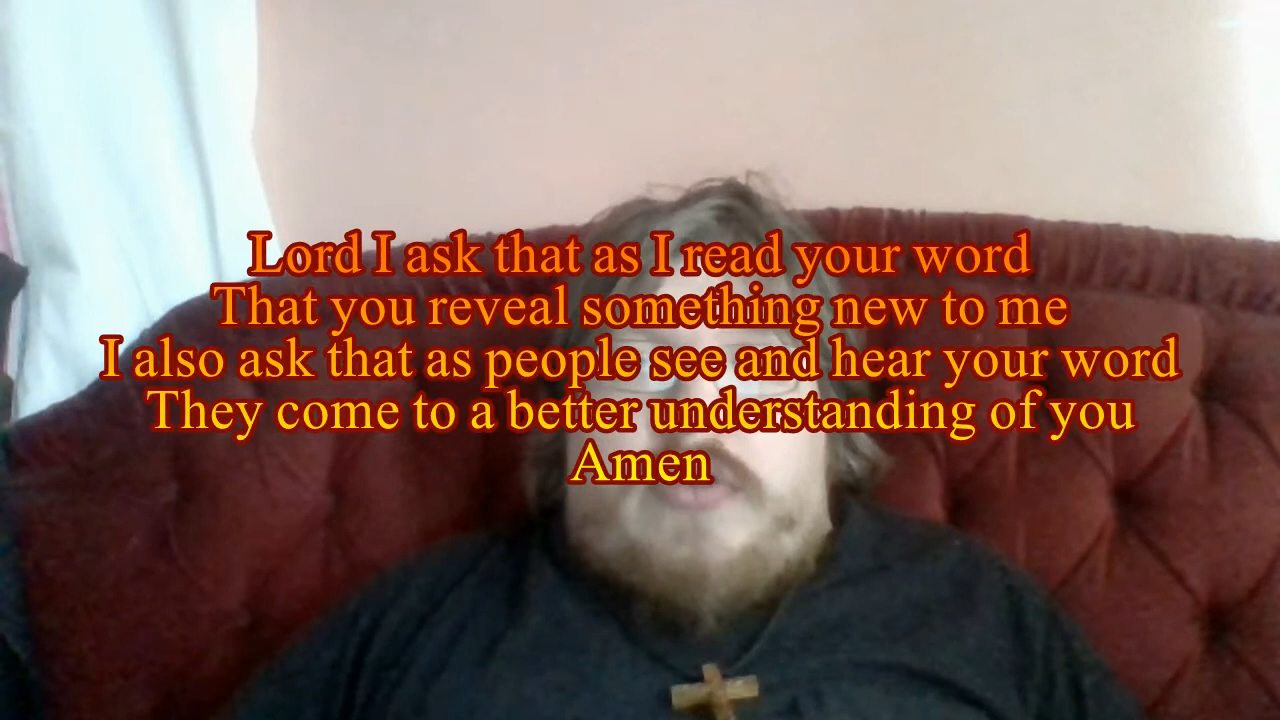 Lord I ask that as I read your word
That you reveal something new to me
I also ask that as people see and hear your word
They come to a better understanding of you
Amen